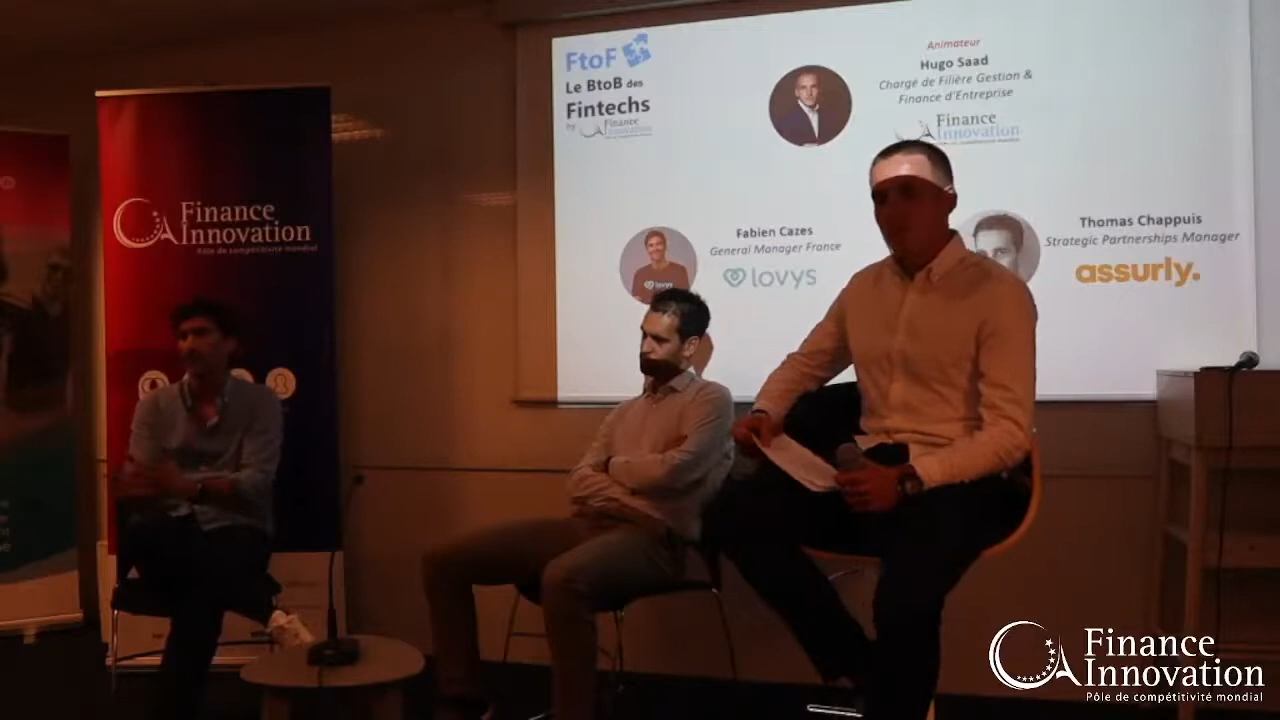 FtoF
Le BtoB des
Fintechs
by Finance
Innovation
Animateur
Hugo Saad
Chargé de Filière Gestion &
Finance d'Entreprise
Finance
Innovation
Fabien Cazes
General Manager France
lovys
lovys
Thomas Chappuis
Strategic Partnerships Manager
assurly.
Finance
Innovation
Pôle de compétitivité mondial
Finance
Innovation
Pôle de compétitivité mondial